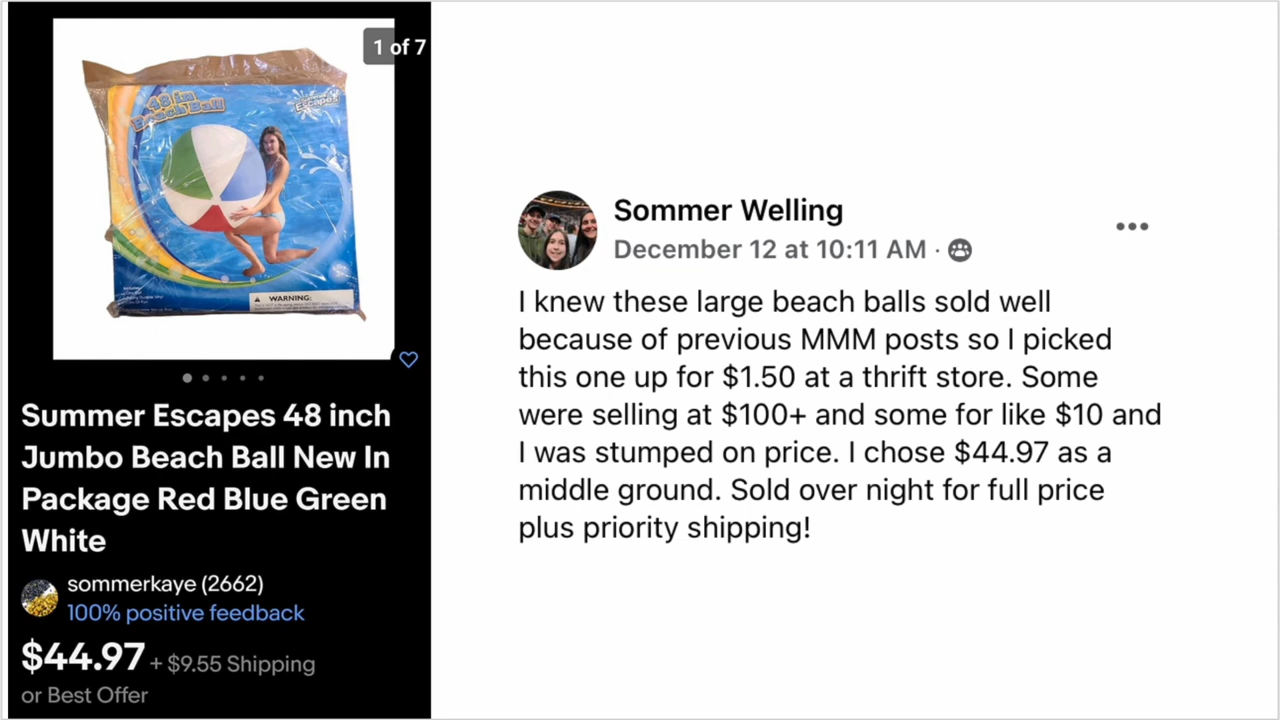 1 of 7
48 in
Beach Ball
Escapes
WARNING:
Summer Escapes 48 inch
Jumbo Beach Ball New In
Package Red Blue Green
White
sommerkaye (2662)
100% positive feedback
$44.97 + $9.55 Shipping
or Best Offer
Sommer Welling
December 12 at 10:11 AM ·
I knew these large beach balls sold well
because of previous MMM posts so I picked
this one up for $1.50 at a thrift store. Some
were selling at $100+ and some for like $10 and
I was stumped on price. I chose $44.97 as a
middle ground. Sold over night for full price
plus priority shipping!